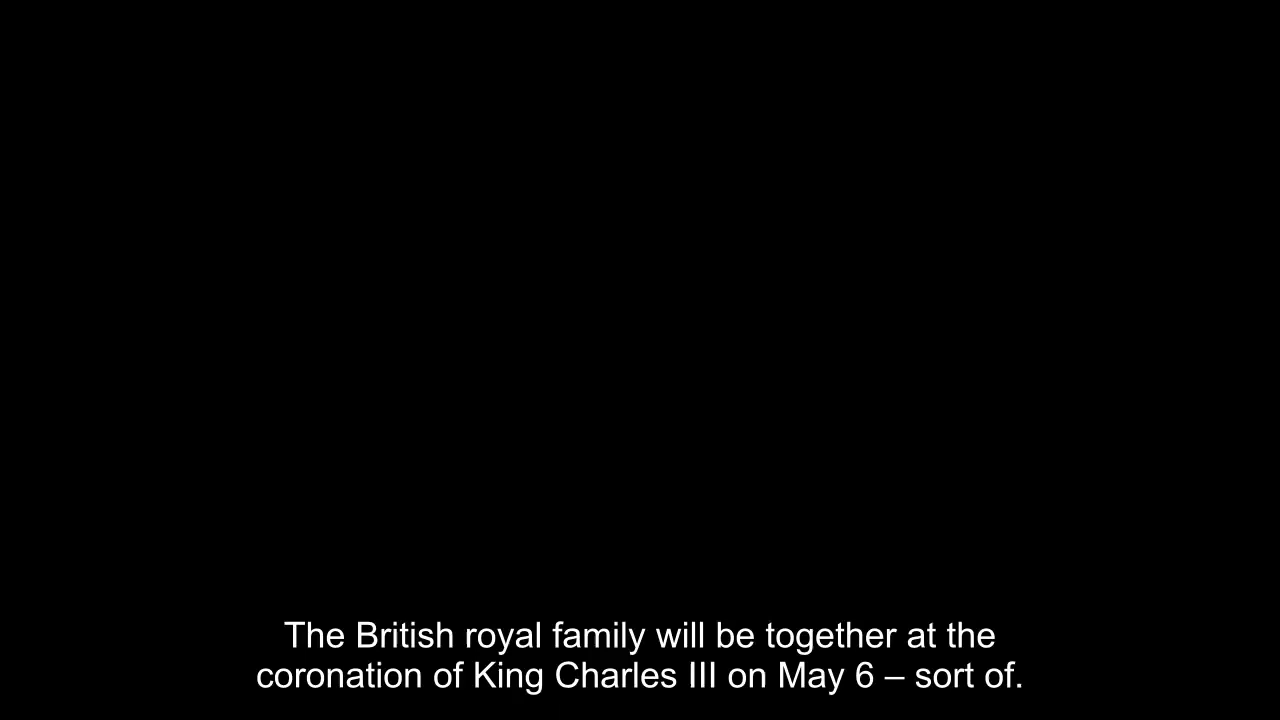 The British royal family will be together at the
coronation of King Charles III on May 6 – sort of.